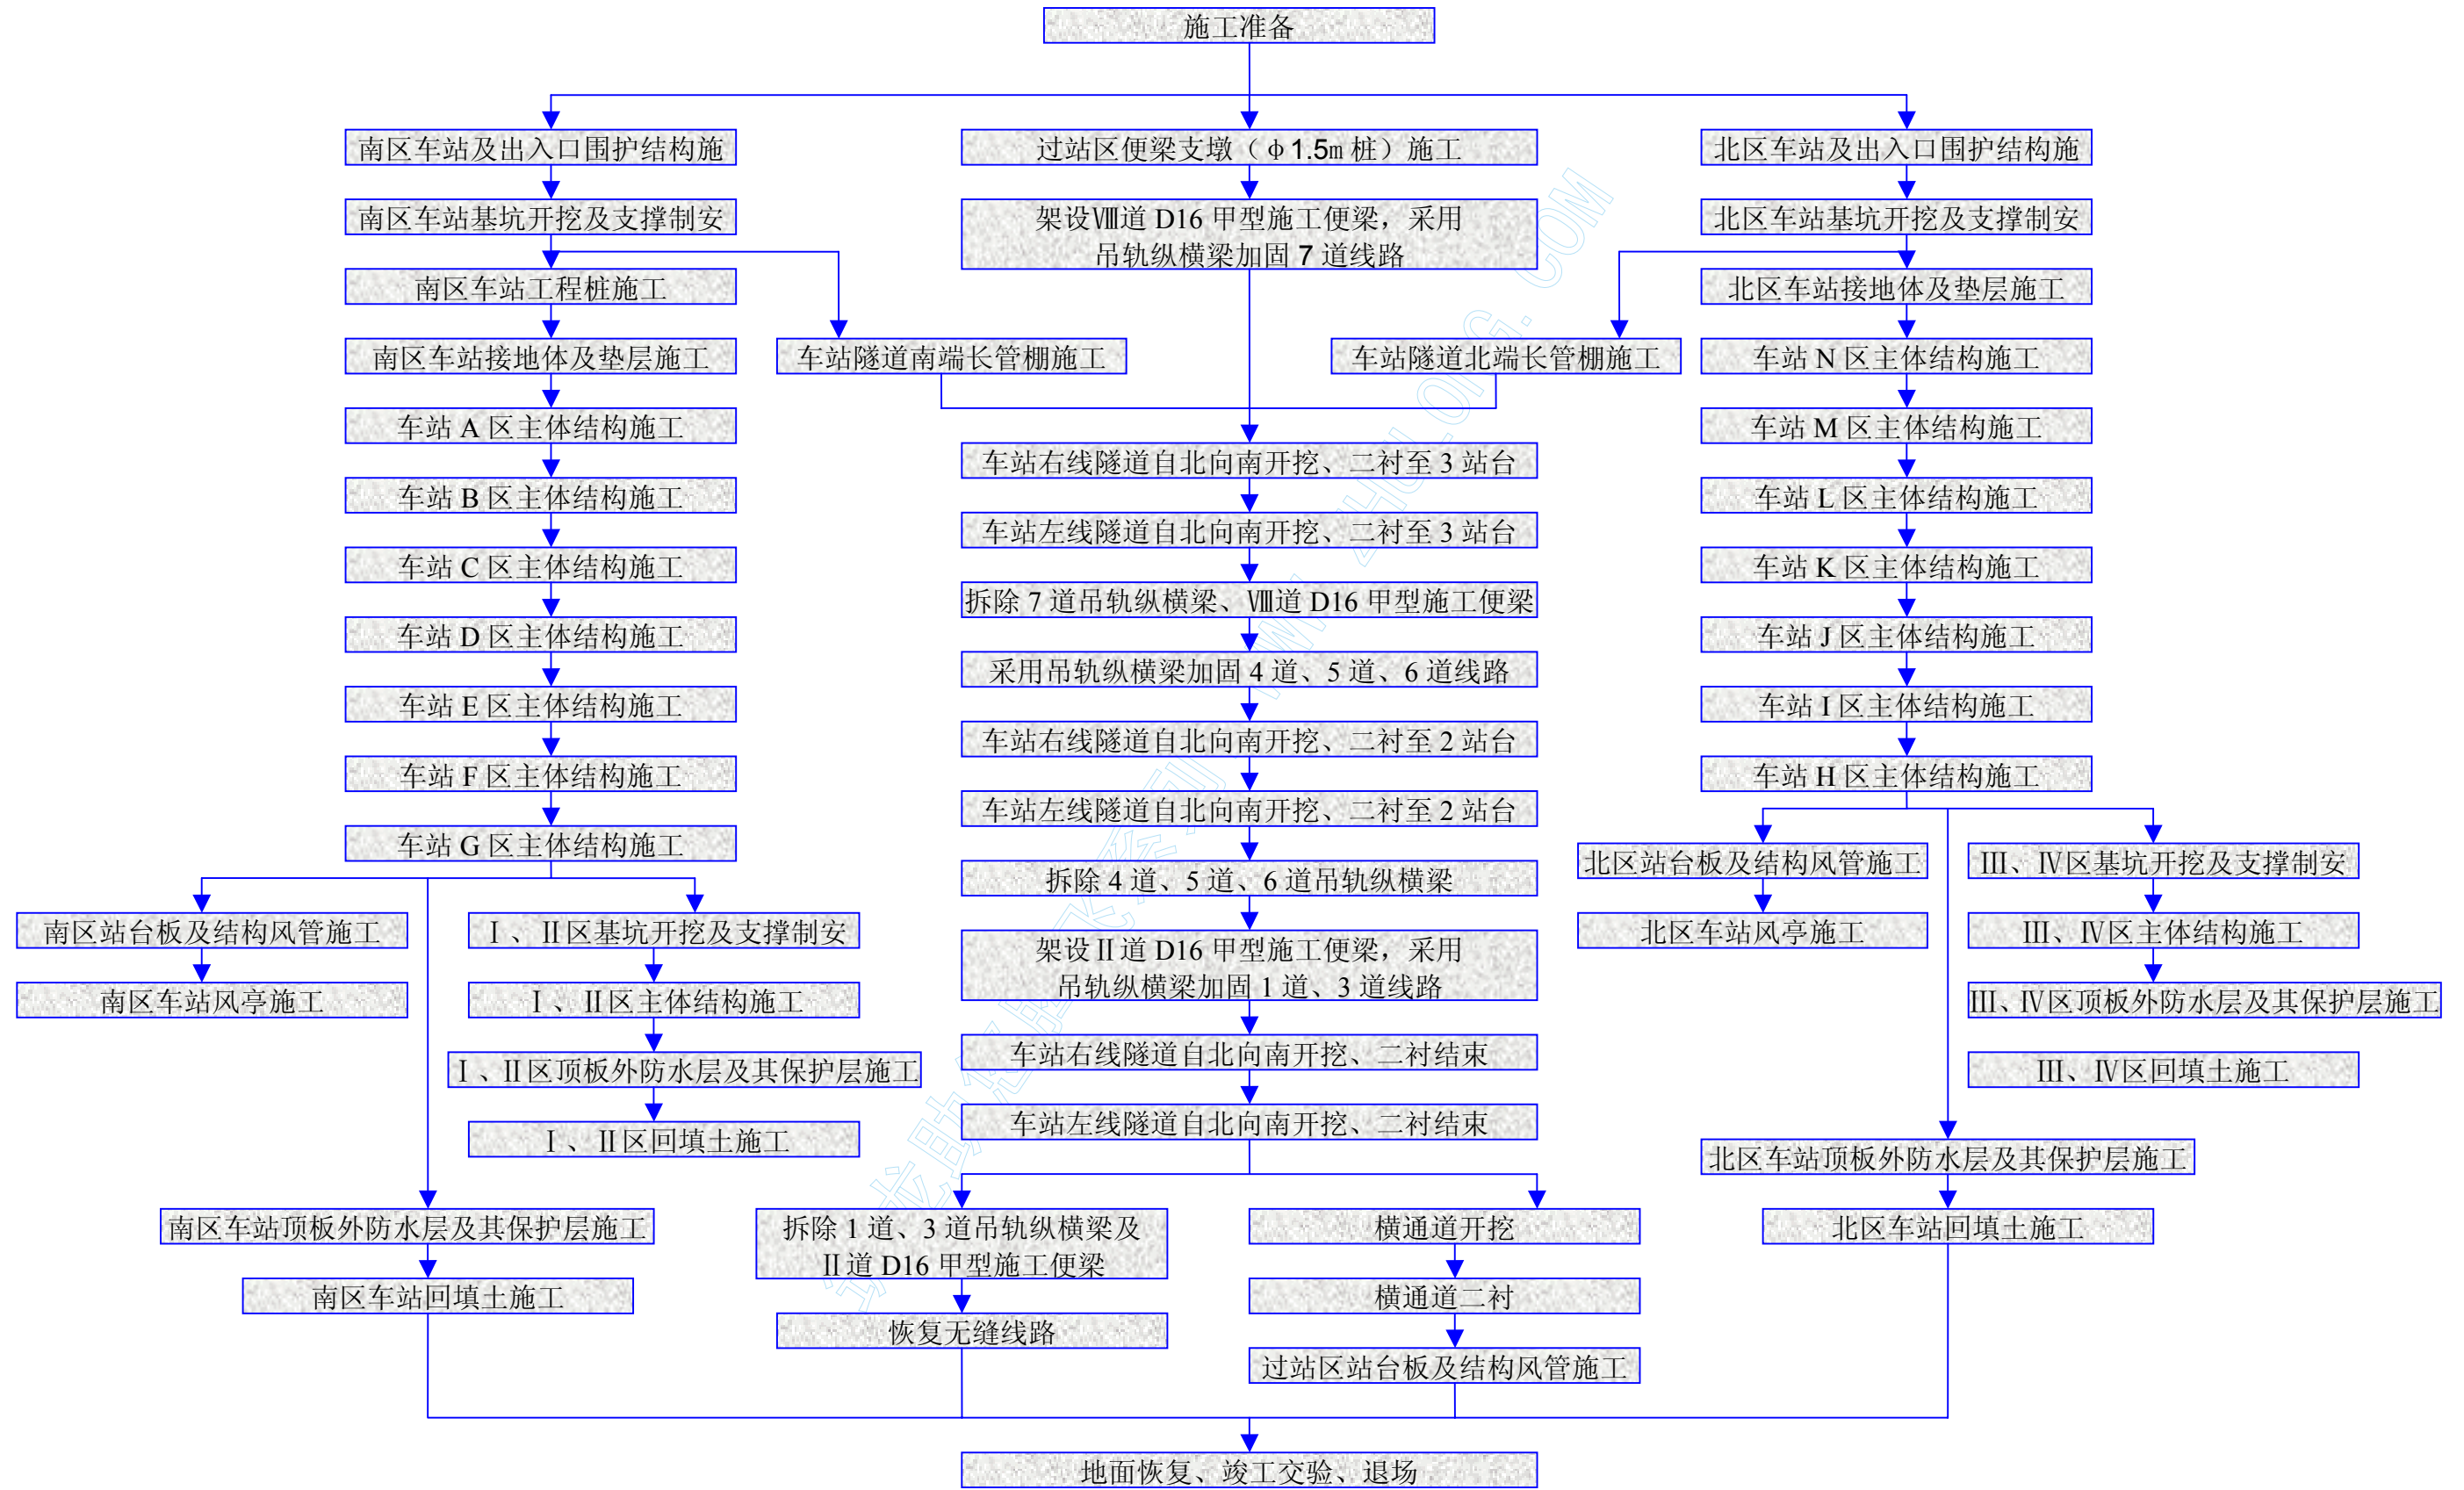 施工准备
南区车站及出入口围护结构施
过站区便梁支墩（φ1.5m 桩）施工
北区车站及出入口围护结构施
南区车站基坑开挖及支撑制安
架设Ⅷ道 D16 甲型施工便梁，采用
吊轨纵横梁加固 7 道线路
北区车站基坑开挖及支撑制安
南区车站工程桩施工
北区车站接地体及垫层施工
南区车站接地体及垫层施工
车站隧道南端长管棚施工
车站隧道北端长管棚施工
车站 N 区主体结构施工
车站 A 区主体结构施工
车站 M 区主体结构施工
车站右线隧道自北向南开挖、二衬至 3 站台
车站 B 区主体结构施工
车站 L 区主体结构施工
车站左线隧道自北向南开挖、二衬至 3 站台
车站 C 区主体结构施工
车站 K 区主体结构施工
拆除 7 道吊轨纵横梁、Ⅷ道 D16 甲型施工便梁
车站 D 区主体结构施工
车站 J 区主体结构施工
采用吊轨纵横梁加固 4 道、5 道、6 道线路
车站 E 区主体结构施工
车站 I 区主体结构施工
车站右线隧道自北向南开挖、二衬至 2 站台
车站 F 区主体结构施工
车站 H 区主体结构施工
车站左线隧道自北向南开挖、二衬至 2 站台
车站 G 区主体结构施工
北区站台板及结构风管施工
Ⅲ、Ⅳ区基坑开挖及支撑制安
拆除 4 道、5 道、6 道吊轨纵横梁
南区站台板及结构风管施工
Ⅰ、Ⅱ区基坑开挖及支撑制安
架设Ⅱ道 D16 甲型施工便梁，采用
吊轨纵横梁加固 1 道、3 道线路
北区车站风亭施工
Ⅲ、Ⅳ区主体结构施工
南区车站风亭施工
Ⅰ、Ⅱ区主体结构施工
Ⅲ、Ⅳ区顶板外防水层及其保护层施工
车站右线隧道自北向南开挖、二衬结束
Ⅰ、Ⅱ区顶板外防水层及其保护层施工
Ⅲ、Ⅳ区回填土施工
车站左线隧道自北向南开挖、二衬结束
Ⅰ、Ⅱ区回填土施工
北区车站顶板外防水层及其保护层施工
南区车站顶板外防水层及其保护层施工
拆除 1 道、3 道吊轨纵横梁及
Ⅱ道 D16 甲型施工便梁
横通道开挖
北区车站回填土施工
南区车站回填土施工
横通道二衬
恢复无缝线路
过站区站台板及结构风管施工
地面恢复、竣工交验、退场